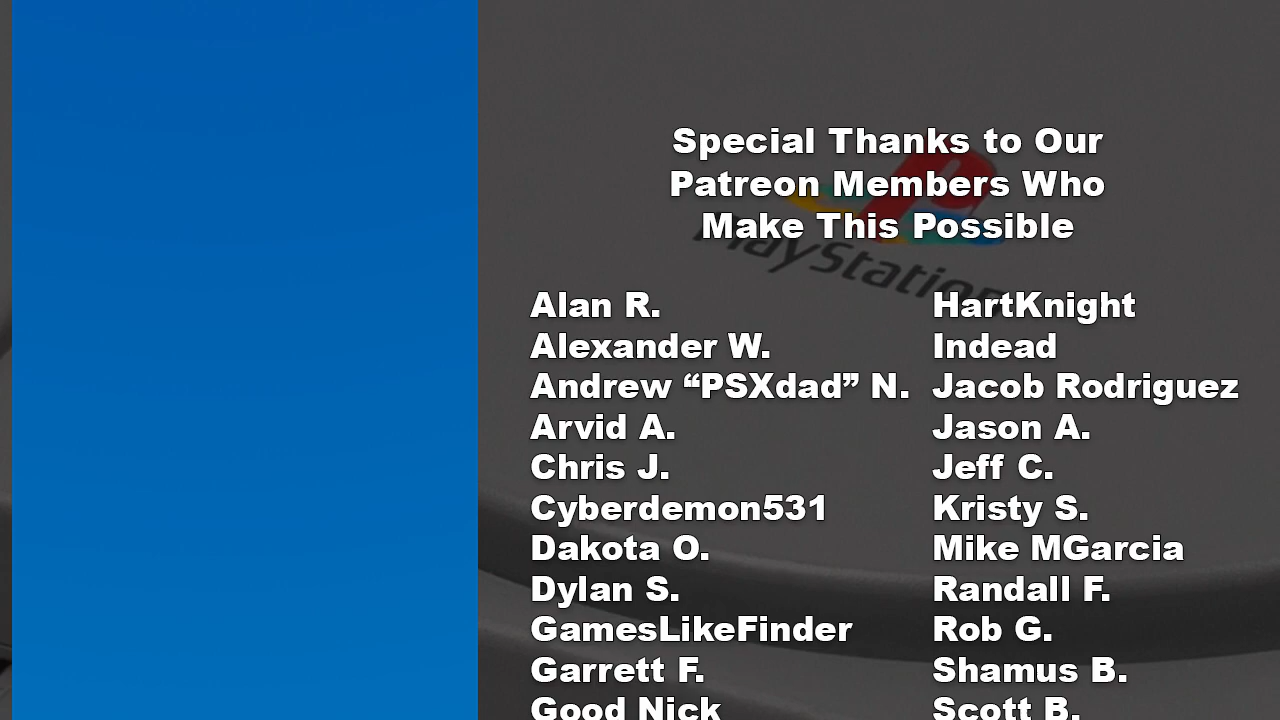 Special Thanks to Our
Patreon Members Who
Make This Possible
PlayStation
Alan R.
Alexander W.
Andrew “PSXdad” N.
Arvid A.
Chris J.
Cyberdemon531
Dakota O.
Dylan S.
GamesLikeFinder
Garrett F.
Good Nick
HartKnight
Indead
Jacob Rodriguez
Jason A.
Jeff C.
Kristy S.
Mike MGarcia
Randall F.
Rob G.
Shamus B.
Scott B.